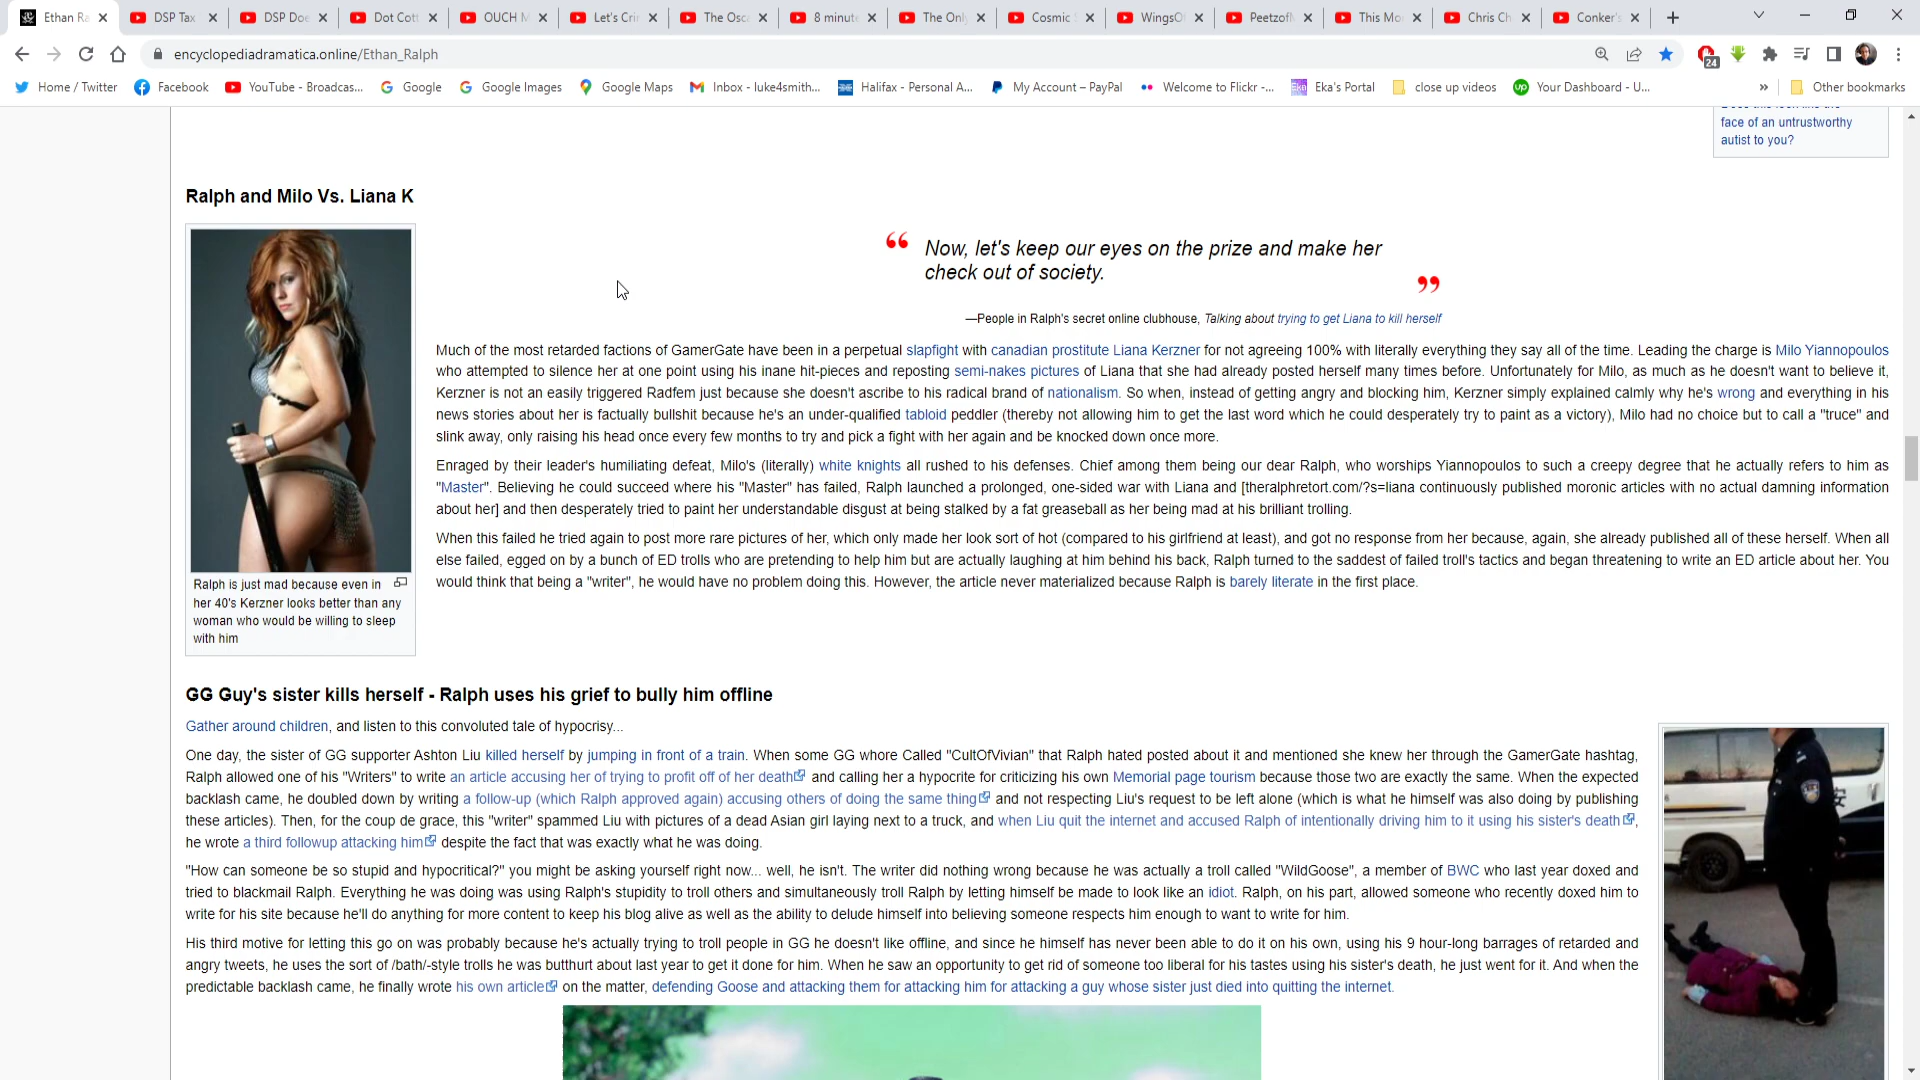 Ethan Ra
DSP Tax
DSP Doe
Dot Cott
OUCH M
Let's Crin
The Osca
8 minute
The Only
Cosmic S
WingsOf
PeetzofM
This Mo
Chris Ch
Conker's
encyclopediadramatica.online/Ethan_Ralph
24
Home / Twitter
Facebook
YouTube - Broadcas...
Google
Google Images
Google Maps
Inbox - luke4smith...
Halifax - Personal A...
My Account – PayPal
Welcome to Flickr -...
Eka's Portal
close up videos
Your Dashboard - U...
»
Other bookmarks
face of an untrustworthy
autist to you?
Ralph and Milo Vs. Liana K
“ Now, let's keep our eyes on the prize and make her
check out of society. ”
—People in Ralph's secret online clubhouse, Talking about trying to get Liana to kill herself
Much of the most retarded factions of GamerGate have been in a perpetual slapfight with canadian prostitute Liana Kerzner for not agreeing 100% with literally everything they say all of the time. Leading the charge is Milo Yiannopoulos
who attempted to silence her at one point using his inane hit-pieces and reposting semi-nakes pictures of Liana that she had already posted herself many times before. Unfortunately for Milo, as much as he doesn't want to believe it,
Kerzner is not an easily triggered Radfem just because she doesn't ascribe to his radical brand of nationalism. So when, instead of getting angry and blocking him, Kerzner simply explained calmly why he's wrong and everything in his
news stories about her is factually bullshit because he's an under-qualified tabloid peddler (thereby not allowing him to get the last word which he could desperately try to paint as a victory), Milo had no choice but to call a "truce" and
slink away, only raising his head once every few months to try and pick a fight with her again and be knocked down once more.
Enraged by their leader's humiliating defeat, Milo's (literally) white knights all rushed to his defenses. Chief among them being our dear Ralph, who worships Yiannopoulos to such a creepy degree that he actually refers to him as
"Master". Believing he could succeed where his "Master" has failed, Ralph launched a prolonged, one-sided war with Liana and [theralphretort.com/?s=liana continuously published moronic articles with no actual damning information
about her] and then desperately tried to paint her understandable disgust at being stalked by a fat greaseball as her being mad at his brilliant trolling.
When this failed he tried again to post more rare pictures of her, which only made her look sort of hot (compared to his girlfriend at least), and got no response from her because, again, she already published all of these herself. When all
else failed, egged on by a bunch of ED trolls who are pretending to help him but are actually laughing at him behind his back, Ralph turned to the saddest of failed troll's tactics and began threatening to write an ED article about her. You
would think that being a "writer", he would have no problem doing this. However, the article never materialized because Ralph is barely literate in the first place.
Ralph is just mad because even in
her 40's Kerzner looks better than any
woman who would be willing to sleep
with him
GG Guy's sister kills herself - Ralph uses his grief to bully him offline
Gather around children, and listen to this convoluted tale of hypocrisy...
One day, the sister of GG supporter Ashton Liu killed herself by jumping in front of a train. When some GG whore Called "CultOfVivian" that Ralph hated posted about it and mentioned she knew her through the GamerGate hashtag,
Ralph allowed one of his "Writers" to write an article accusing her of trying to profit off of her death and calling her a hypocrite for criticizing his own Memorial page tourism because those two are exactly the same. When the expected
backlash came, he doubled down by writing a follow-up (which Ralph approved again) accusing others of doing the same thing and not respecting Liu's request to be left alone (which is what he himself was also doing by publishing
these articles). Then, for the coup de grace, this "writer" spammed Liu with pictures of a dead Asian girl laying next to a truck, and when Liu quit the internet and accused Ralph of intentionally driving him to it using his sister's death,
he wrote a third followup attacking him despite the fact that was exactly what he was doing.
"How can someone be so stupid and hypocritical?" you might be asking yourself right now... well, he isn't. The writer did nothing wrong because he was actually a troll called "WildGoose", a member of BWC who last year doxed and
tried to blackmail Ralph. Everything he was doing was using Ralph's stupidity to troll others and simultaneously troll Ralph by letting himself be made to look like an idiot. Ralph, on his part, allowed someone who recently doxed him to
write for his site because he'll do anything for more content to keep his blog alive as well as the ability to delude himself into believing someone respects him enough to want to write for him.
His third motive for letting this go on was probably because he's actually trying to troll people in GG he doesn't like offline, and since he himself has never been able to do it on his own, using his 9 hour-long barrages of retarded and
angry tweets, he uses the sort of /bath/-style trolls he was butthurt about last year to get it done for him. When he saw an opportunity to get rid of someone too liberal for his tastes using his sister's death, he just went for it. And when the
predictable backlash came, he finally wrote his own article on the matter, defending Goose and attacking them for attacking him for attacking a guy whose sister just died into quitting the internet.